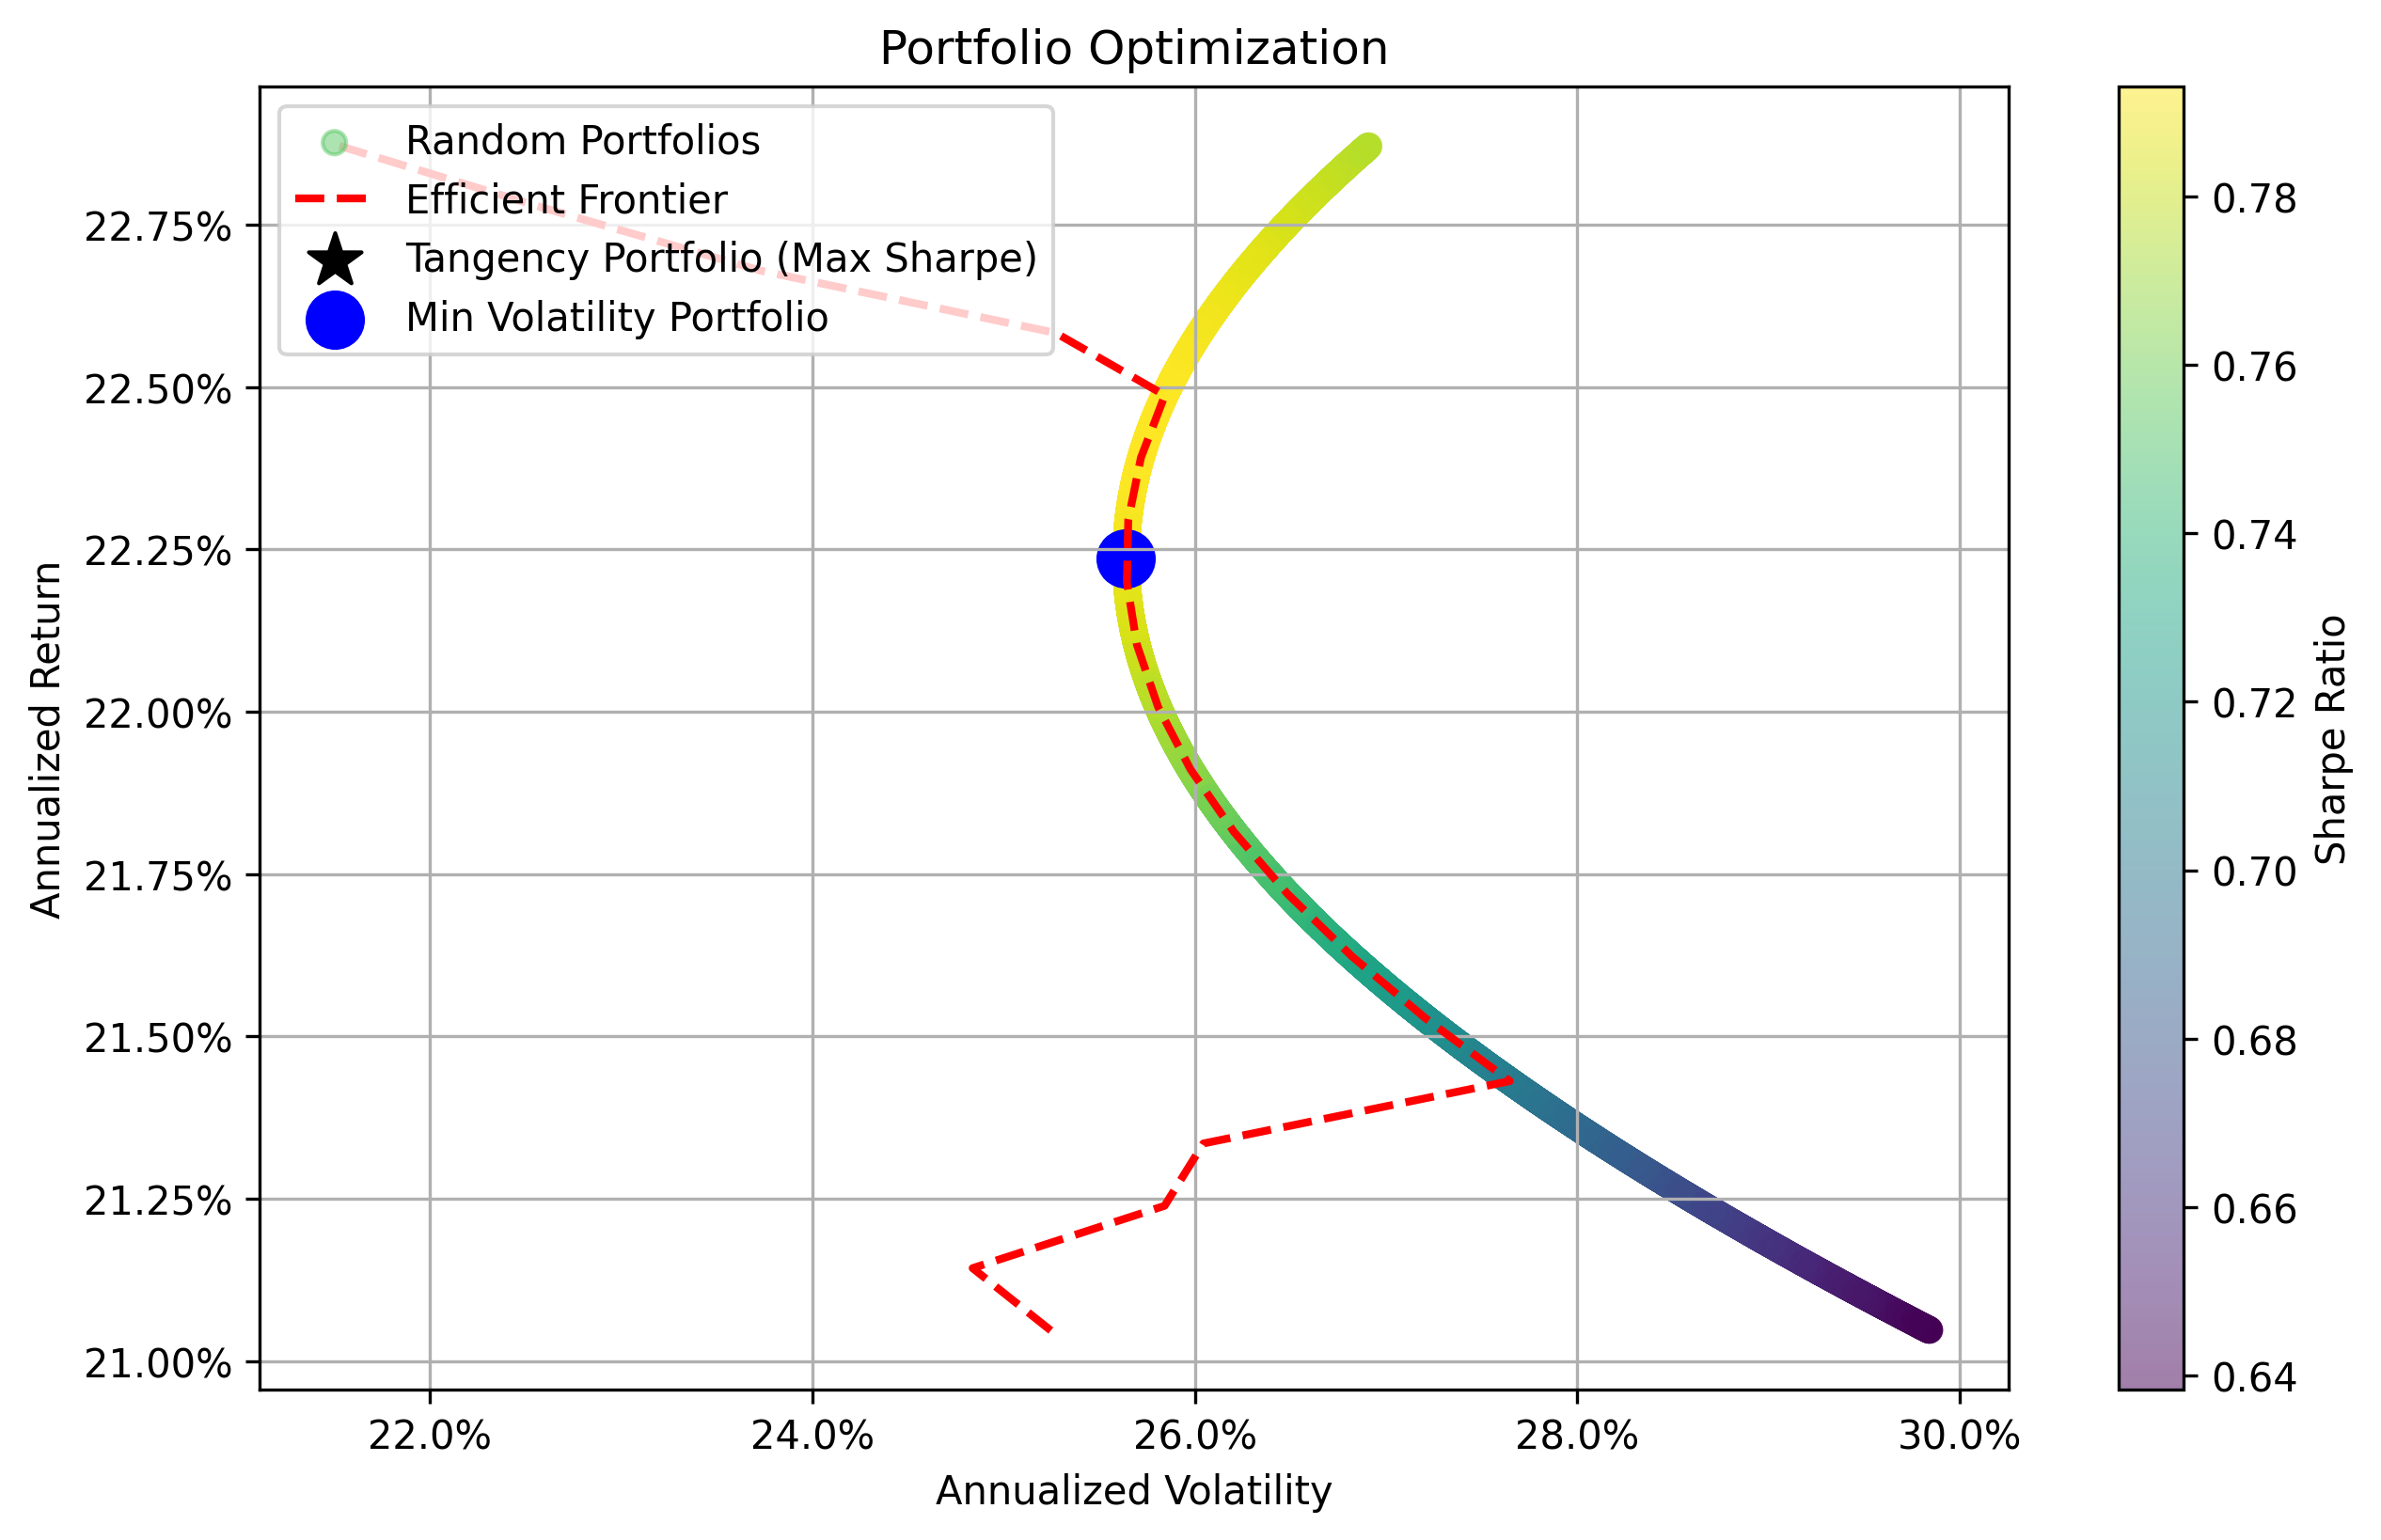 Portfolio Optimization
Random Portfolios
Efficient Frontier
Tangency Portfolio (Max Sharpe)
Min Volatility Portfolio
Annualized Return
22.75%
22.50%
22.25%
22.00%
21.75%
21.50%
21.25%
21.00%
22.0%
24.0%
26.0%
28.0%
30.0%
Annualized Volatility
0.78
0.76
0.74
0.72
0.70
0.68
0.66
0.64
Sharpe Ratio